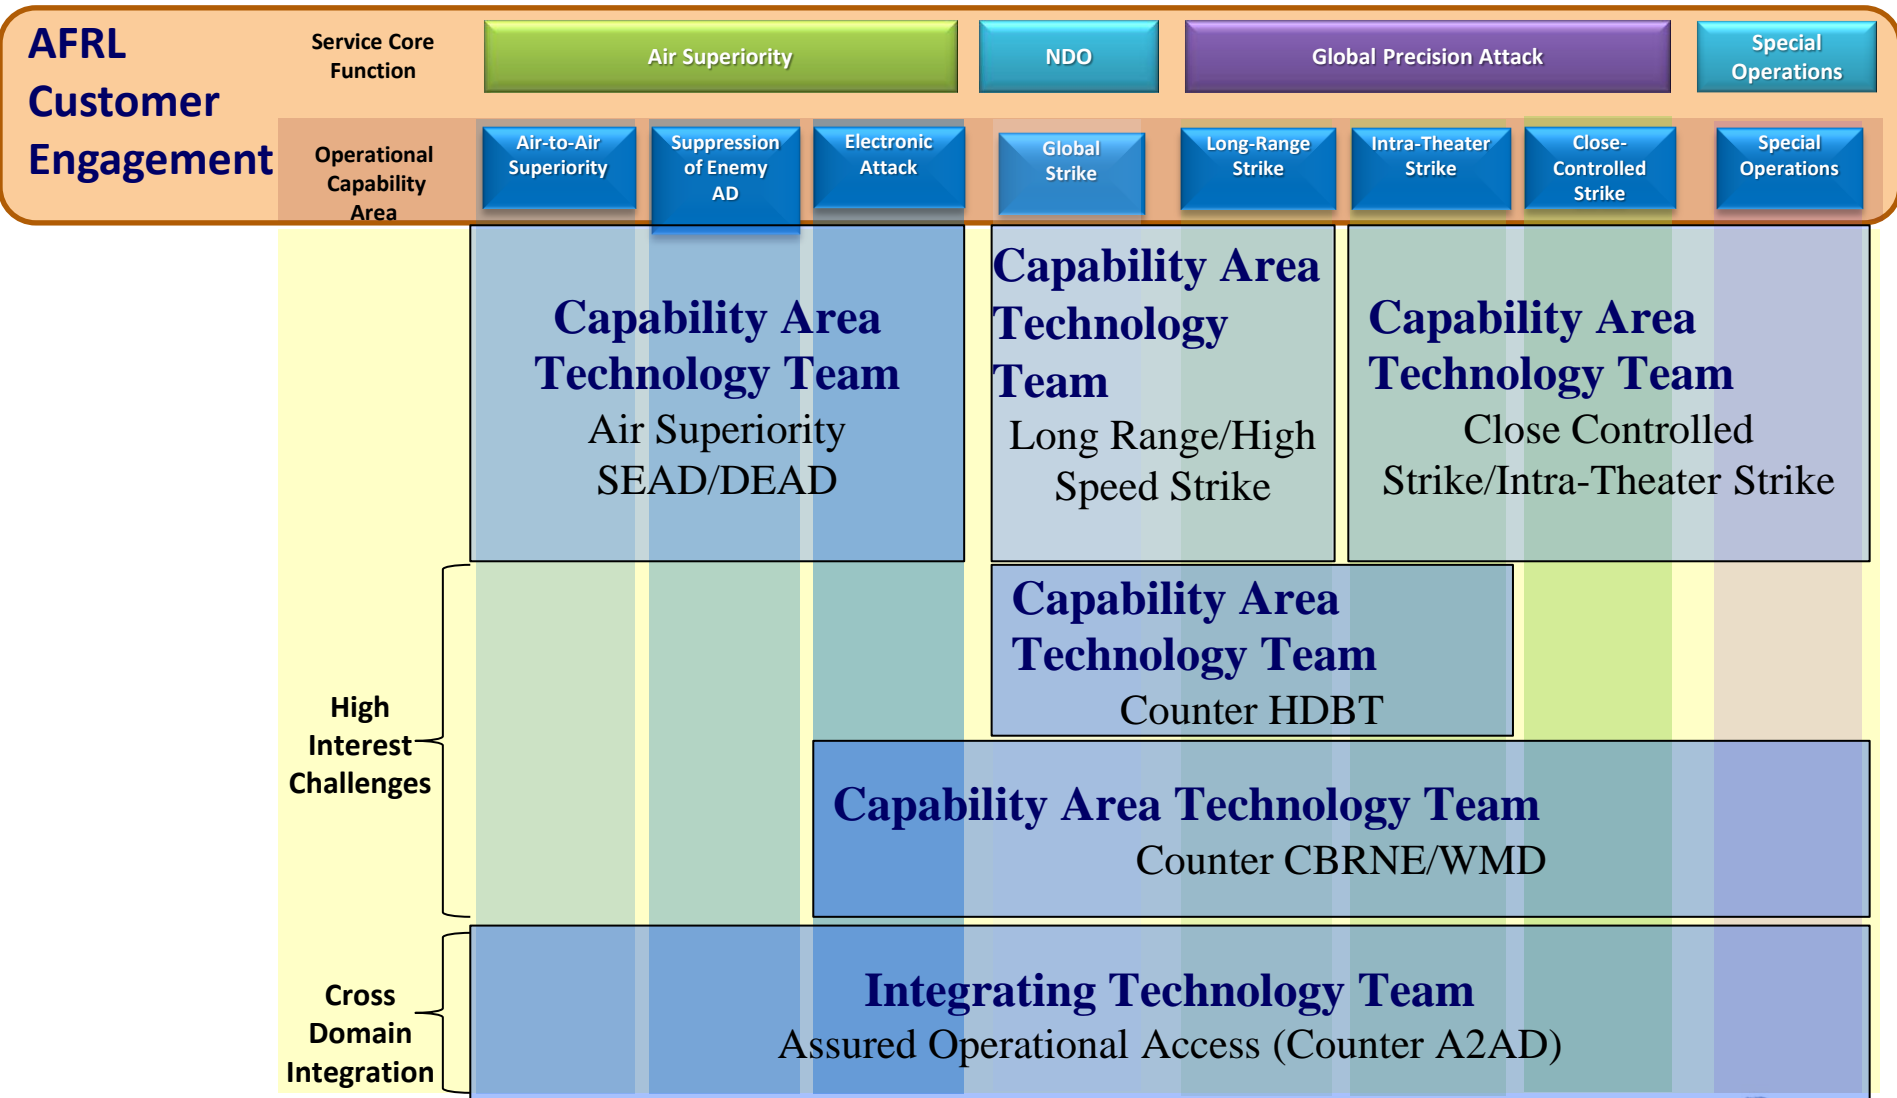 AFRL
Customer
Engagement
Service Core
Function
Air Superiority
NDO
Global Precision Attack
Special
Operations
Operational
Capability
Area
Air-to-Air
Superiority
Suppression
of Enemy
AD
Electronic
Attack
Global
Strike
Long-Range
Strike
Intra-Theater
Strike
Close-
Controlled
Strike
Special
Operations
Capability Area
Technology Team
Air Superiority
SEAD/DEAD
Capability Area
Technology
Team
Long Range/High
Speed Strike
Capability Area
Technology Team
Close Controlled
Strike/Intra-Theater Strike
High
Interest
Challenges
Capability Area
Technology Team
Counter HDBT
Capability Area Technology Team
Counter CBRNE/WMD
Cross
Domain
Integration
Integrating Technology Team
Assured Operational Access (Counter A2AD)